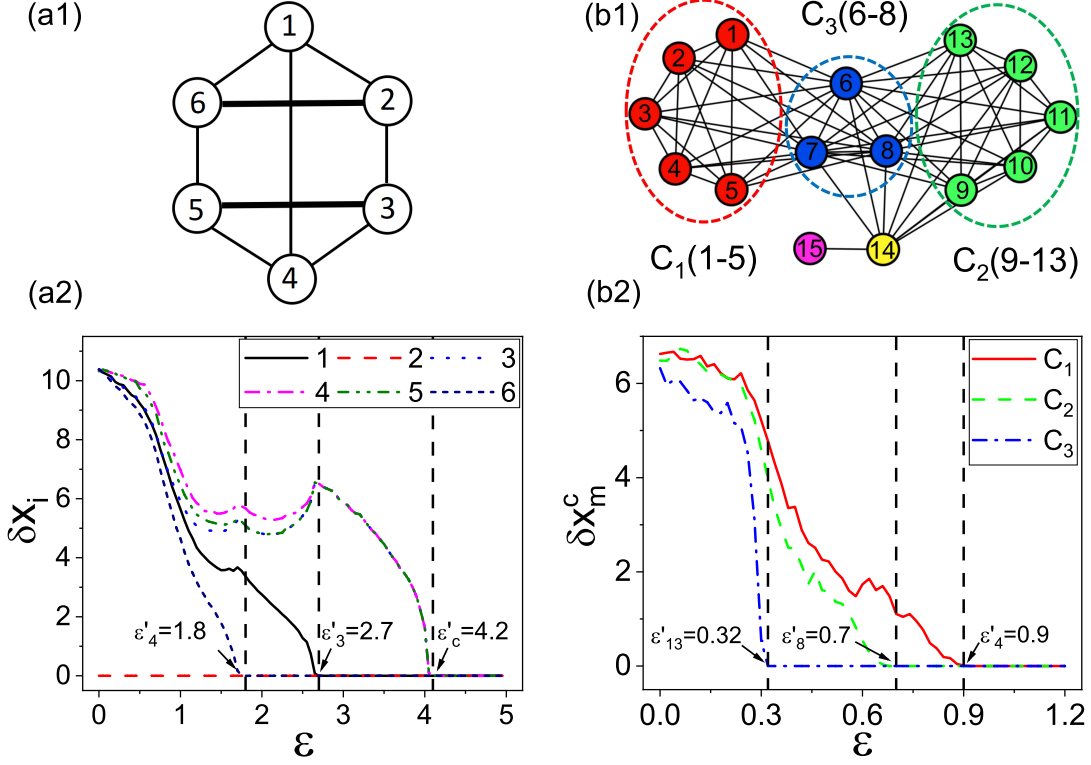 (a1)
1
6 2
5 3
4
(b1)
C₃(6-8)
1
2
3
4
5
6
7
8
13
12
11
10
9
15
14
C₁(1-5)
C₂(9-13)
(a2)
δxᵢ
10
8
6
4
2
0
1 2 3
4 5 6
ε'₄=1.8
ε'₃=2.7
ε'c=4.2
0 1 2 3 4 5
ε
(b2)
δxᶜₘ
6
4
2
0
C₁
C₂
C₃
ε'₁₃=0.32
ε'₈=0.7
ε'₄=0.9
0.0 0.3 0.6 0.9 1.2
ε